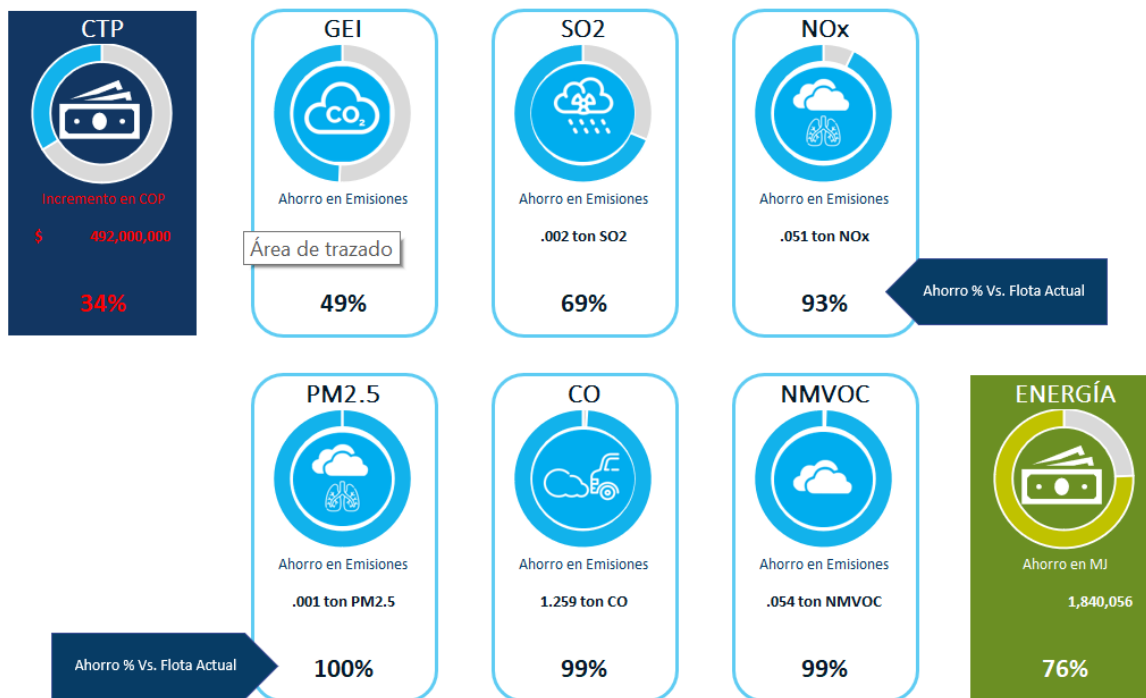 CTP
Incremento en COP
$ 492,000,000
34%
GEI
CO2
Ahorro en Emisiones
Área de trazado
49%
SO2
Ahorro en Emisiones
.002 ton SO2
69%
NOx
Ahorro en Emisiones
.051 ton NOx
93%
Ahorro % Vs. Flota Actual
PM2.5
Ahorro en Emisiones
.001 ton PM2.5
100%
Ahorro % Vs. Flota Actual
CO
Ahorro en Emisiones
1.259 ton CO
99%
NMVOC
Ahorro en Emisiones
.054 ton NMVOC
99%
ENERGÍA
Ahorro en MJ
1,840,056
76%